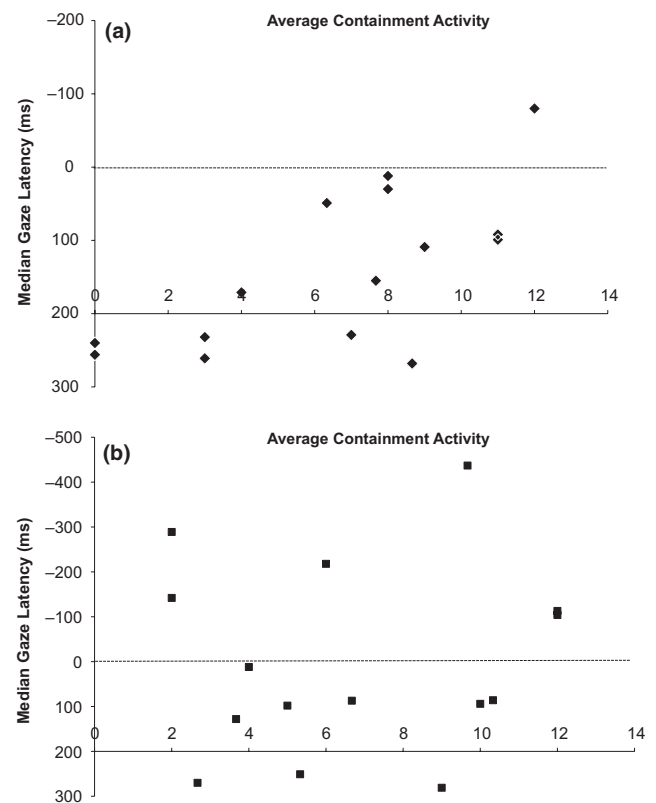 (a)
Average Containment Activity
Median Gaze Latency (ms)
–200
–100
0
100
200
300
0 2 4 6 8 10 12 14
(b)
Average Containment Activity
Median Gaze Latency (ms)
–500
–400
–300
–200
–100
0
100
200
300
0 2 4 6 8 10 12 14